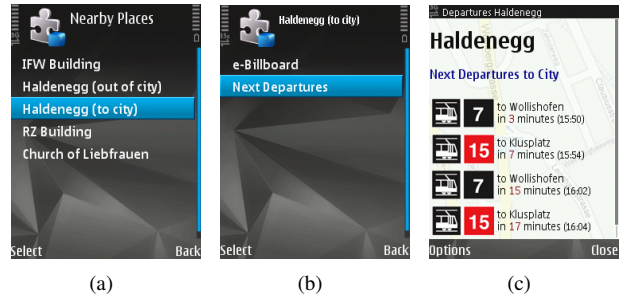 Nearby Places
IFW Building
Haldenegg (out of city)
Haldenegg (to city)
RZ Building
Church of Liebfrauen
Select Back
(a)
Haldenegg (to city)
e-Billboard
Next Departures
Select Back
(b)
Departures Haldenegg
Haldenegg
Next Departures to City
7 to Wollishofen
in 3 minutes (15:50)
15 to Klusplatz
in 7 minutes (15:54)
7 to Wollishofen
in 15 minutes (16:02)
15 to Klusplatz
in 17 minutes (16:04)
Options Close
(c)